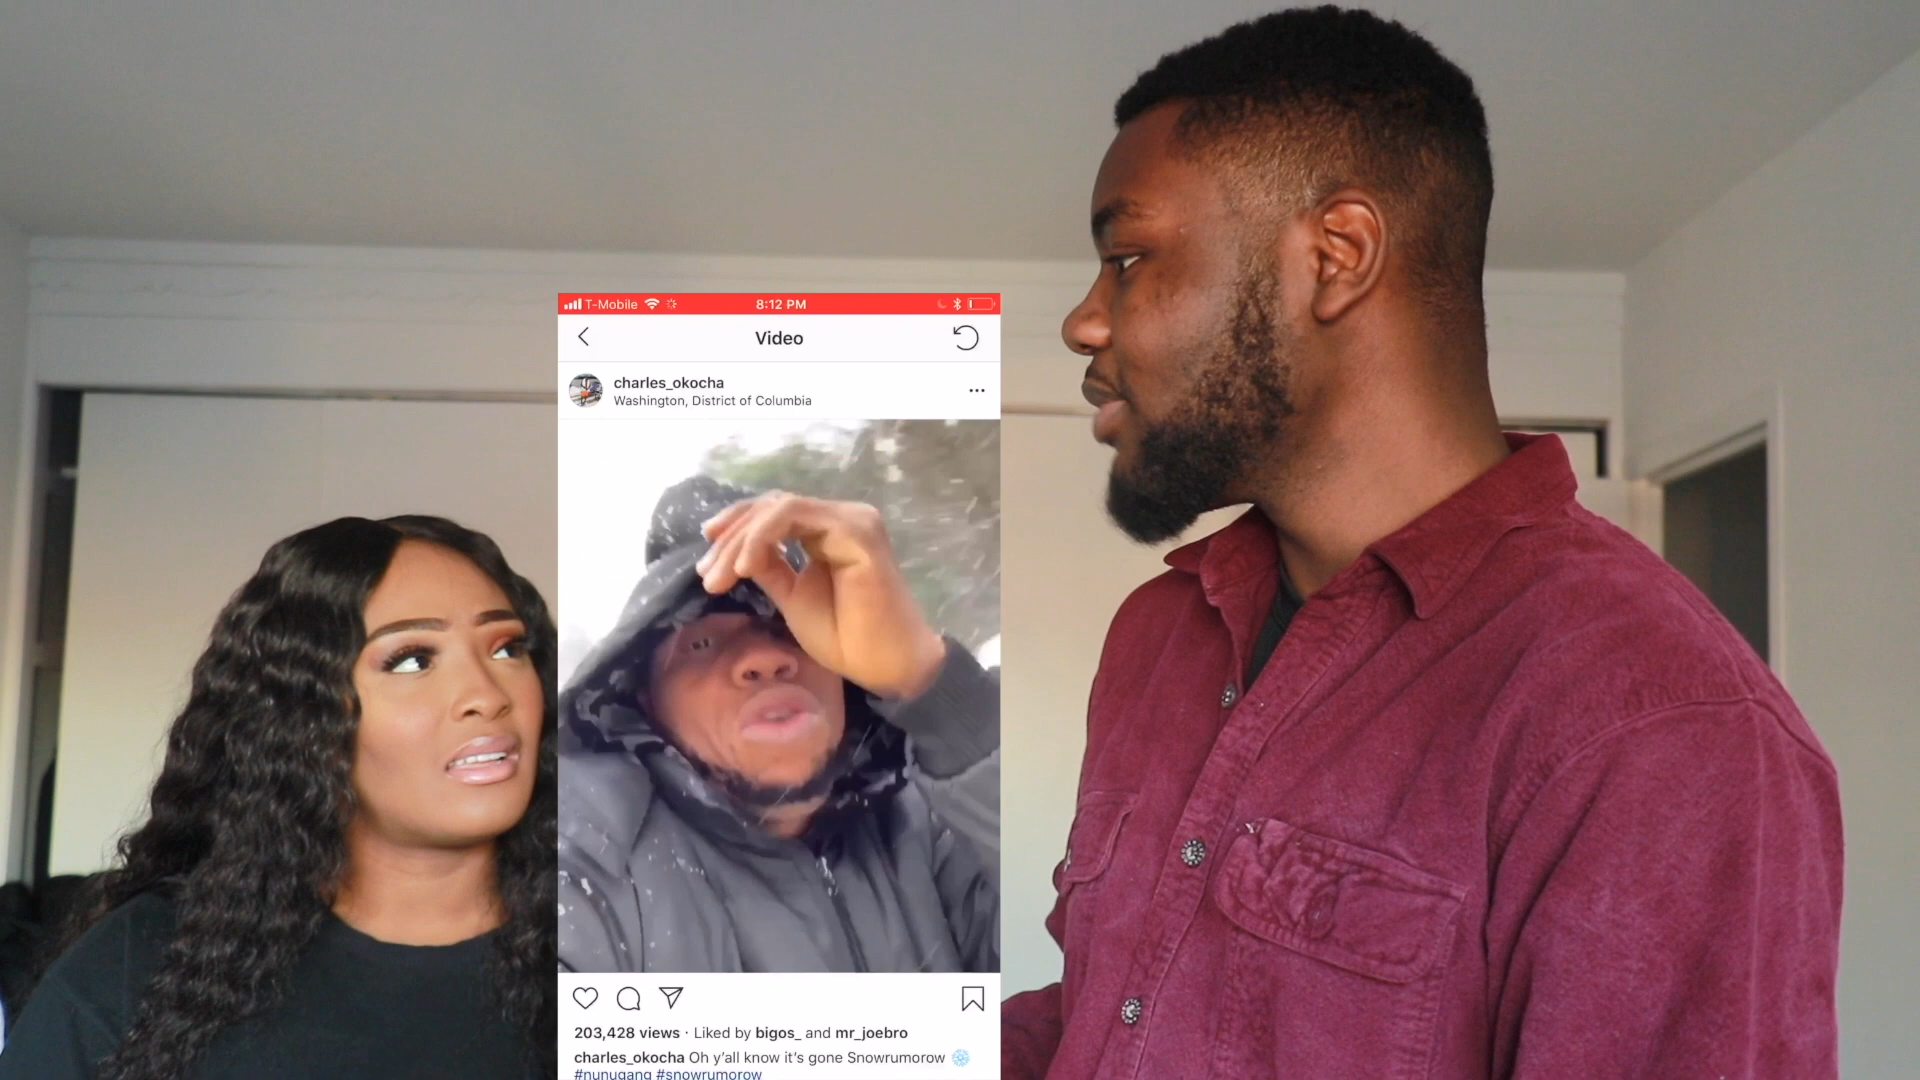 T-Mobile 8:12 PM
Video
charles_okocha
Washington, District of Columbia
203,428 views · Liked by bigos_ and mr_joebro
charles_okocha Oh y'all know it's gone Snowrumorow
#nunugang #snowrumorow